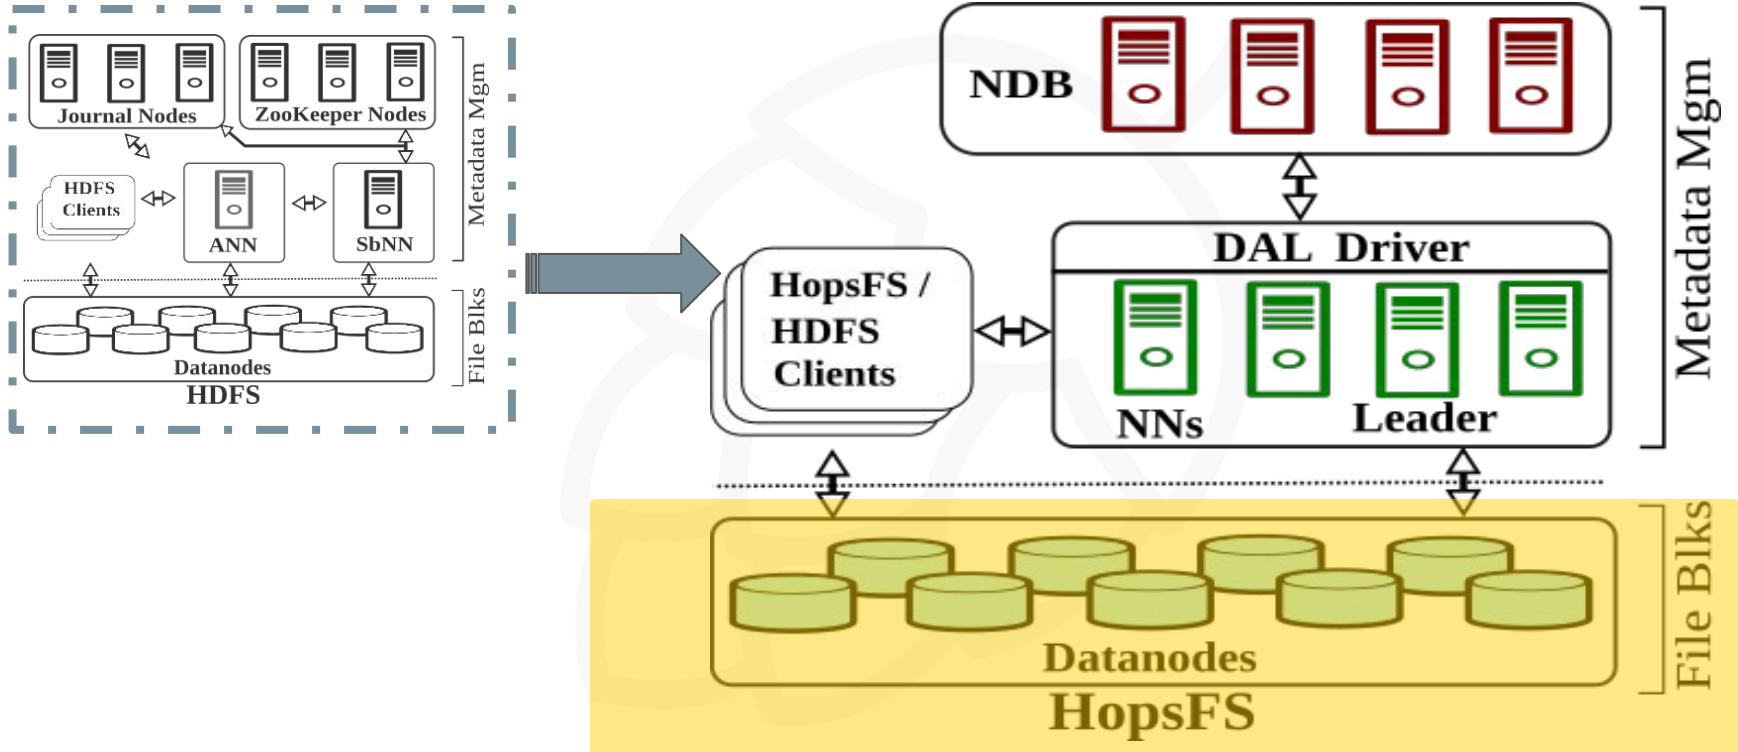 Journal Nodes
ZooKeeper Nodes
HDFS
Clients
ANN
SbNN
Metadata Mgm
Datanodes
File Blks
HDFS
NDB
DAL Driver
HopsFS /
HDFS
Clients
NNs
Leader
Metadata Mgm
Datanodes
File Blks
HopsFS